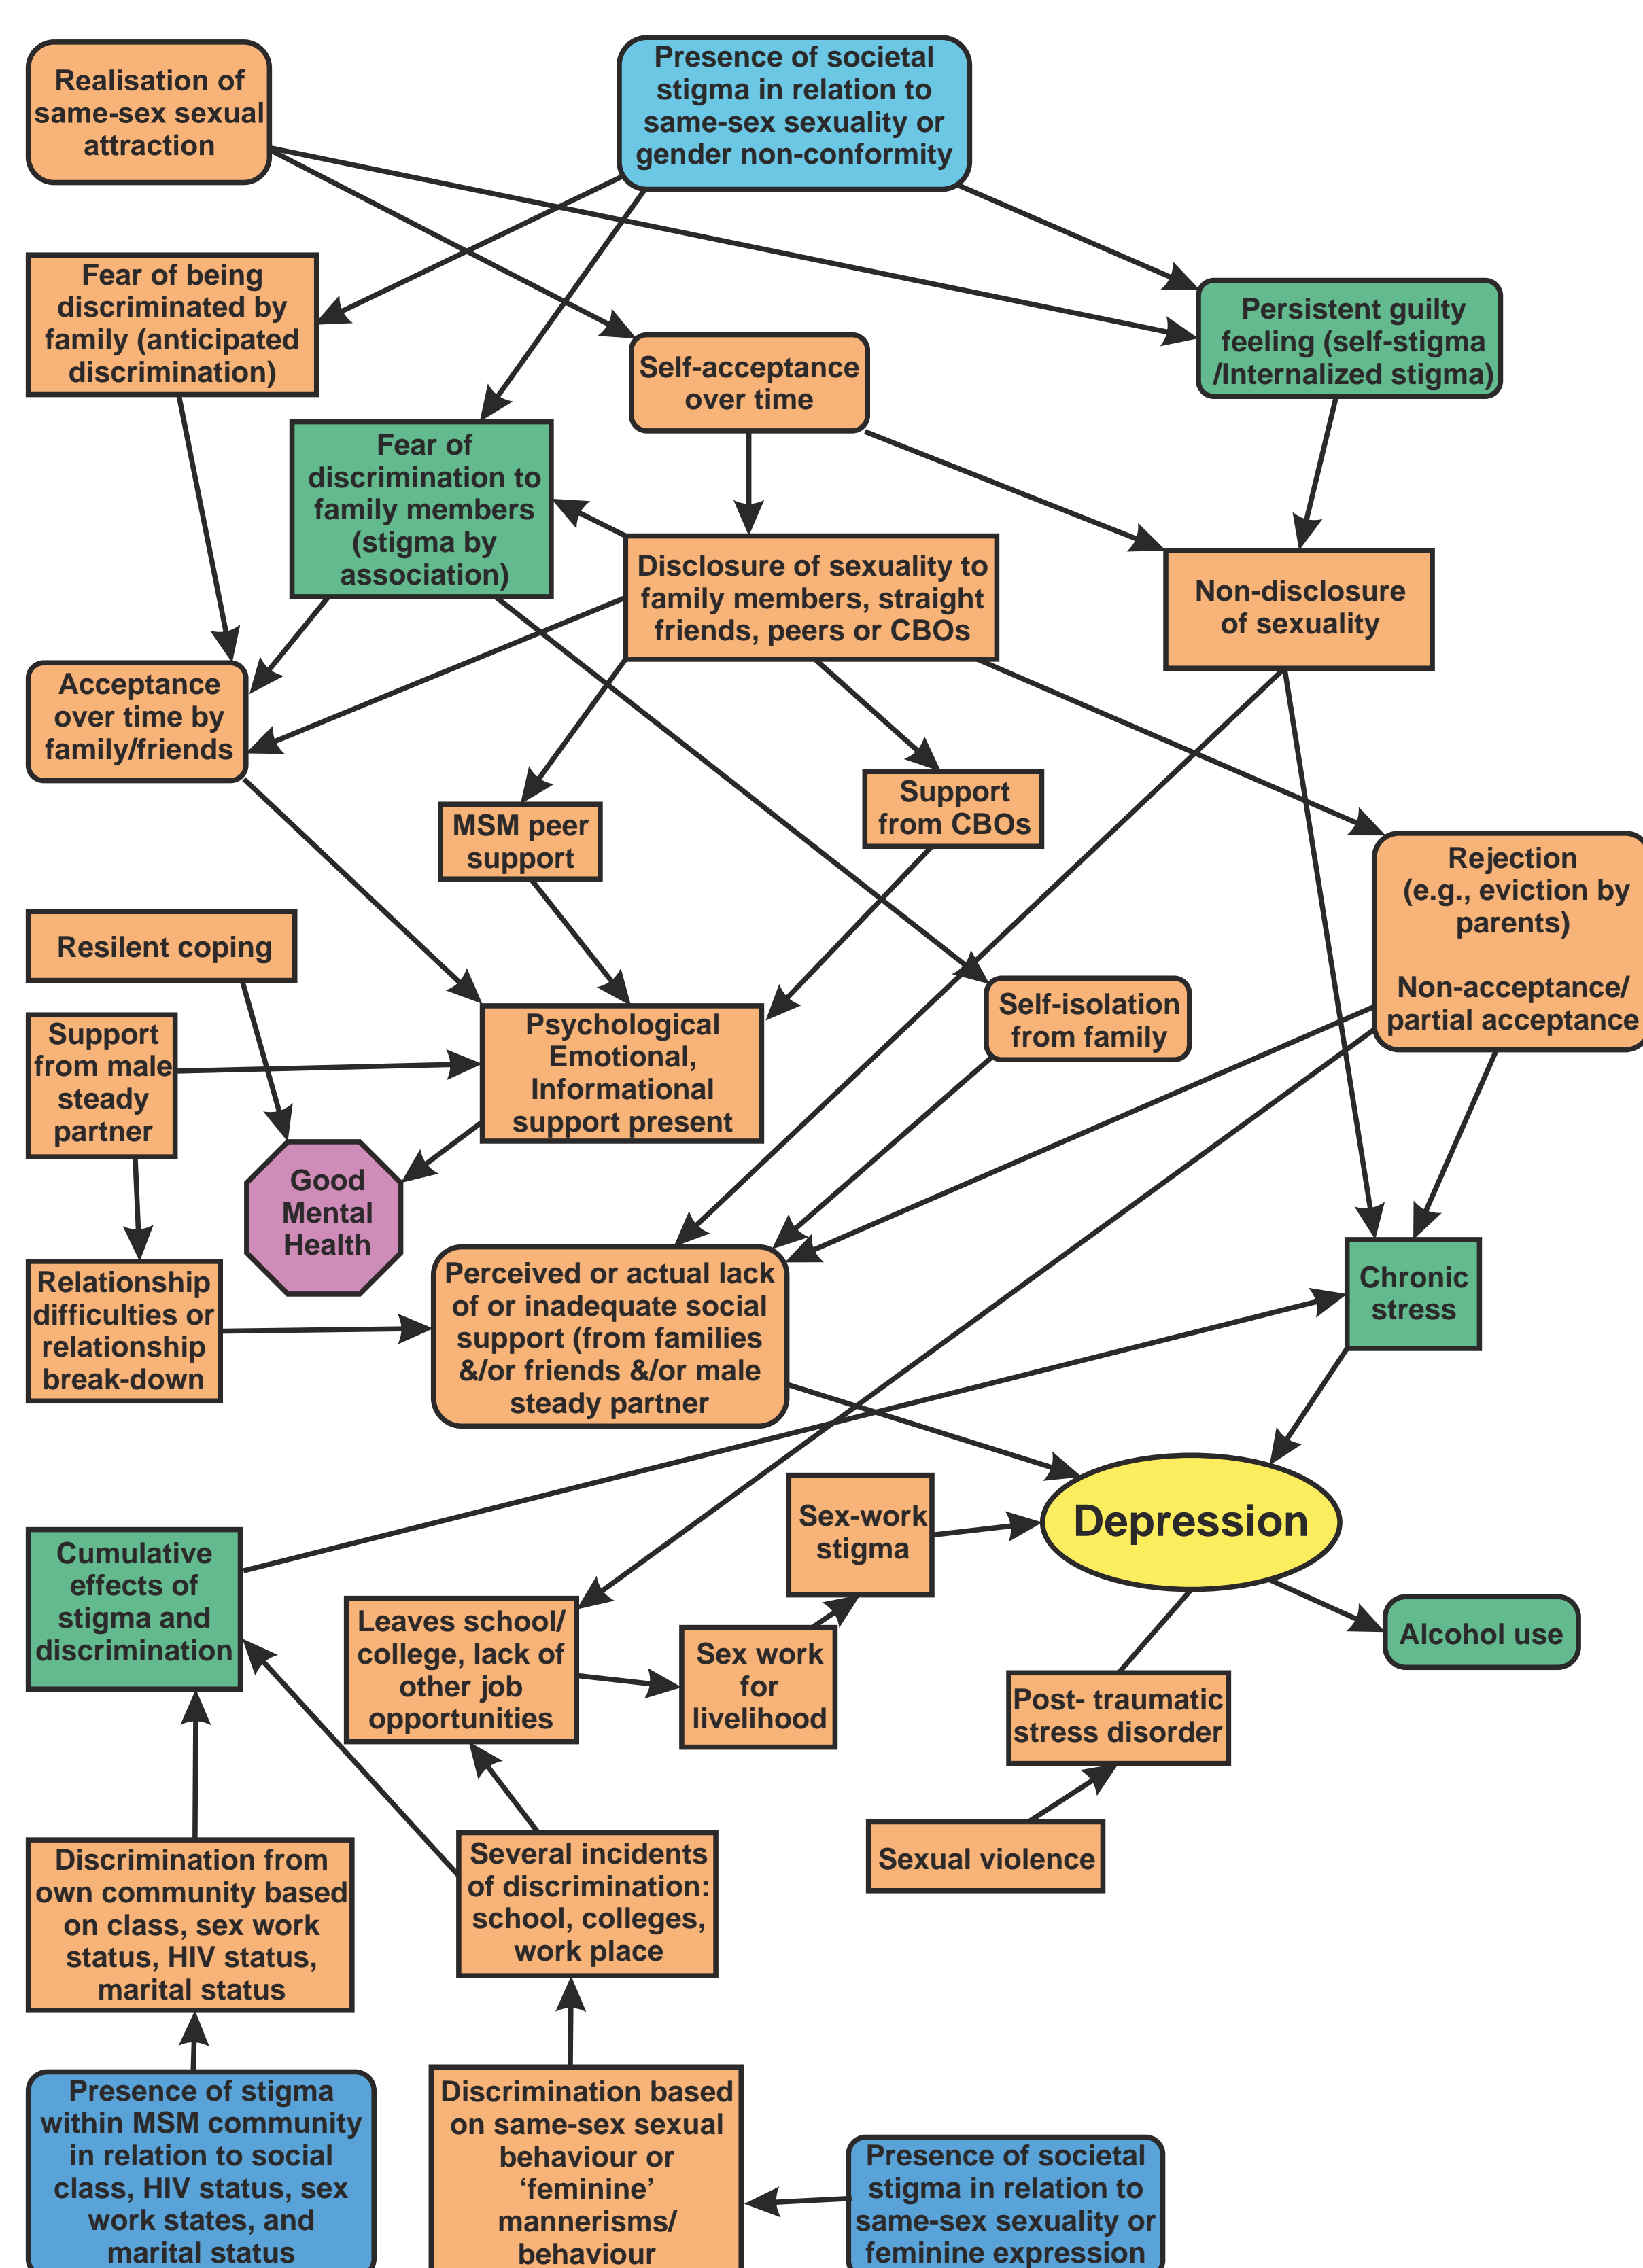 Realisation of
same-sex sexual
attraction
Presence of societal
stigma in relation to
same-sex sexuality or
gender non-conformity
Fear of being
discriminated by
family (anticipated
discrimination)
Persistent guilty
feeling (self-stigma
/Internalized stigma)
Self-acceptance
over time
Fear of
discrimination to
family members
(stigma by
association)
Disclosure of sexuality to
family members, straight
friends, peers or CBOs
Non-disclosure
of sexuality
Acceptance
over time by
family/friends
MSM peer
support
Support
from CBOs
Rejection
(e.g., eviction by
parents)
Non-acceptance/
partial acceptance
Resilent coping
Support
from male
steady
partner
Psychological
Emotional,
Informational
support present
Self-isolation
from family
Good
Mental
Health
Relationship
difficulties or
relationship
break-down
Perceived or actual lack
of or inadequate social
support (from families
&/or friends &/or male
steady partner
Chronic
stress
Depression
Sex-work
stigma
Cumulative
effects of
stigma and
discrimination
Leaves school/
college, lack of
other job
opportunities
Sex work
for
livelihood
Alcohol use
Post- traumatic
stress disorder
Sexual violence
Discrimination from
own community based
on class, sex work
status, HIV status,
marital status
Several incidents
of discrimination:
school, colleges,
work place
Presence of stigma
within MSM community
in relation to social
class, HIV status, sex
work states, and
marital status
Discrimination based
on same-sex sexual
behaviour or
‘feminine’
mannerisms/
behaviour
Presence of societal
stigma in relation to
same-sex sexuality or
feminine expression